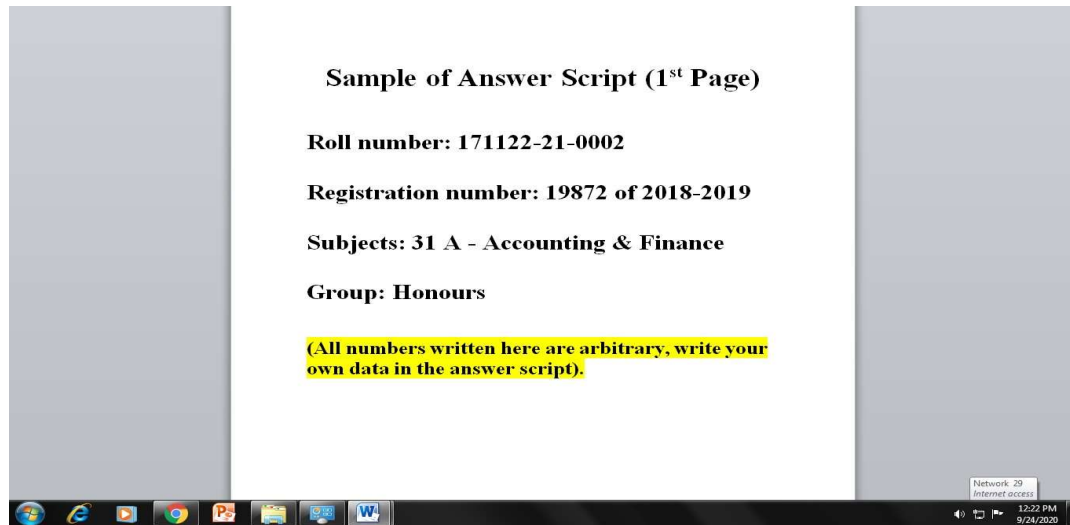 Sample of Answer Script (1st Page)
Roll number: 171122-21-0002
Registration number: 19872 of 2018-2019
Subjects: 31 A - Accounting & Finance
Group: Honours
(All numbers written here are arbitrary, write your
own data in the answer script).
Network 29
Internet access
12:22 PM
9/24/2020